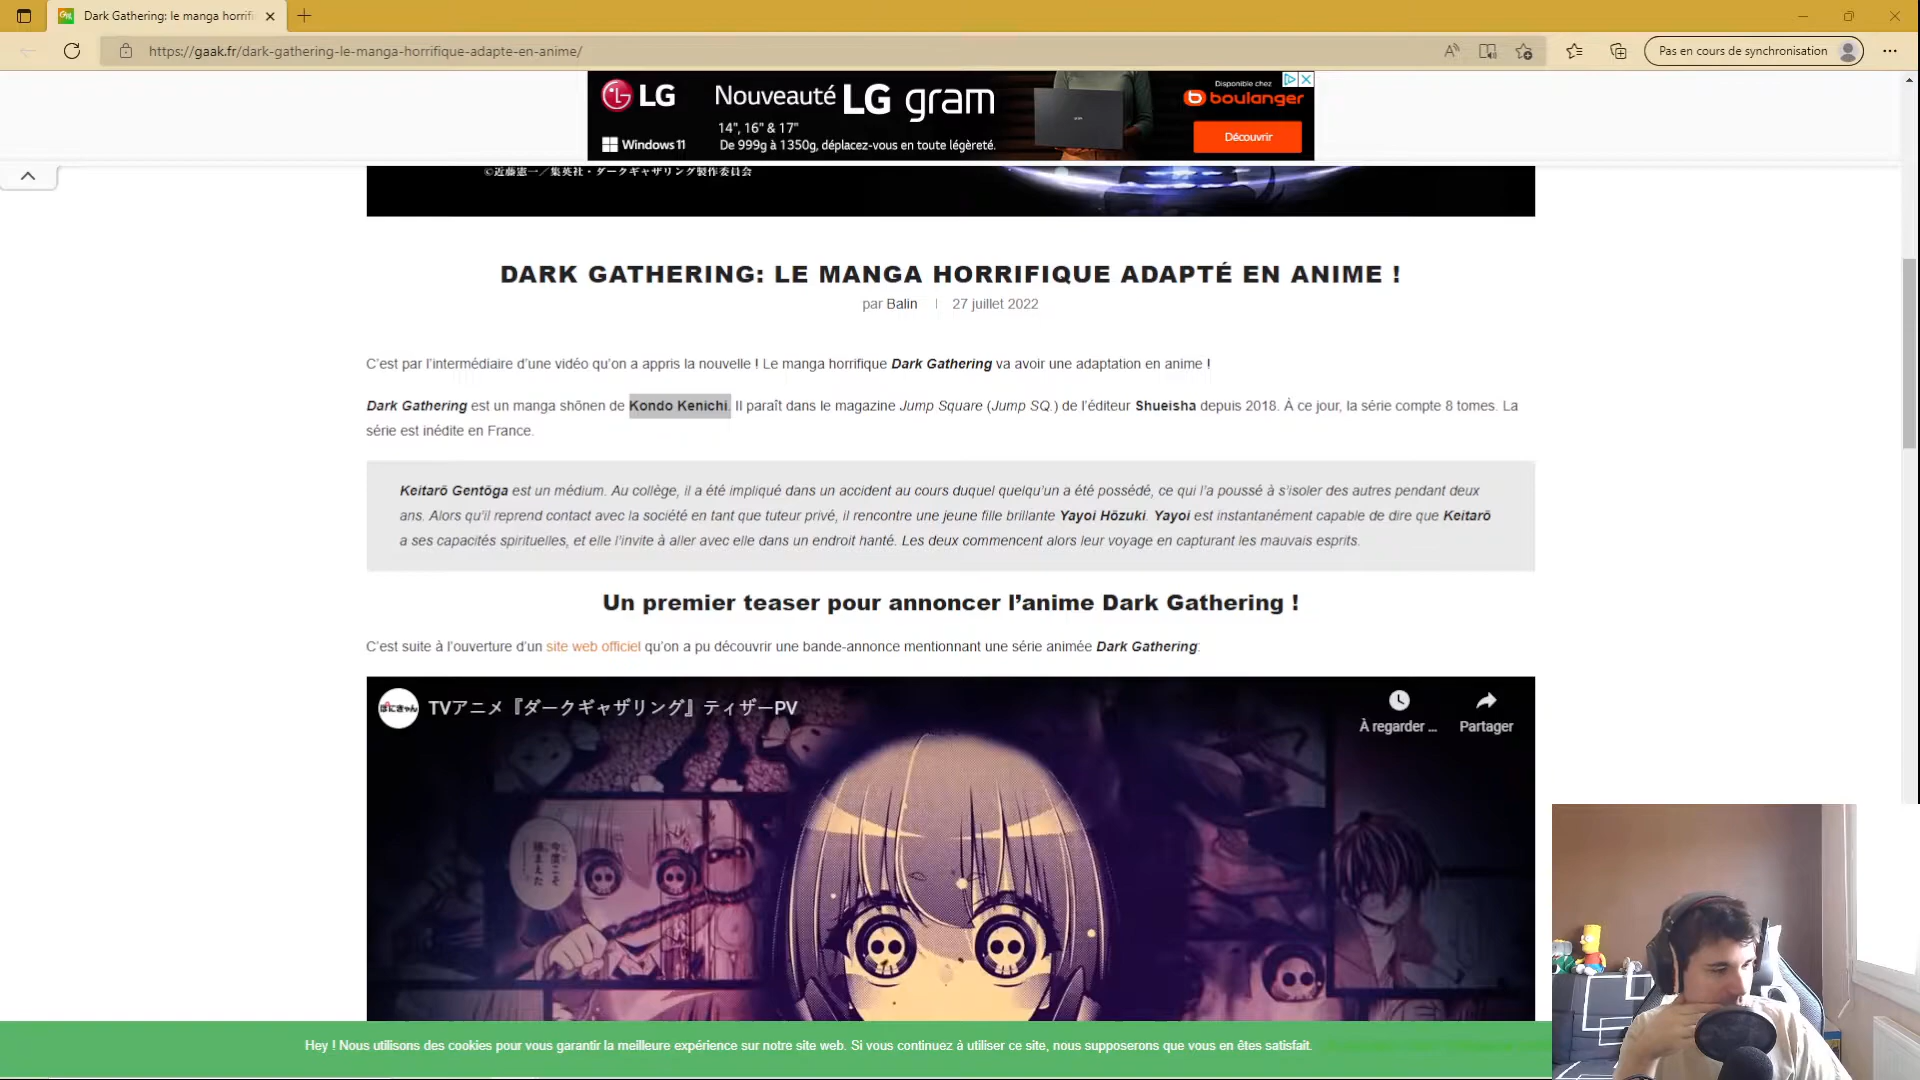 Dark Gathering: le manga horrifi
https://gaak.fr/dark-gathering-le-manga-horrifique-adapte-en-anime/
Pas en cours de synchronisation
LG
Windows 11
Nouveauté LG gram
14", 16" & 17"
De 999g à 1350g, déplacez-vous en toute légèreté.
Disponible chez
boulanger
Découvrir
©近藤憲一／集英社・ダークギャザリング製作委員会
DARK GATHERING: LE MANGA HORRIFIQUE ADAPTÉ EN ANIME !
par Balin | 27 juillet 2022
C’est par l’intermédiaire d’une vidéo qu’on a appris la nouvelle ! Le manga horrifique Dark Gathering va avoir une adaptation en anime !
Dark Gathering est un manga shōnen de Kondo Kenichi. Il paraît dans le magazine Jump Square (Jump SQ.) de l’éditeur Shueisha depuis 2018. À ce jour, la série compte 8 tomes. La
série est inédite en France.
Keitarō Gentōga est un médium. Au collège, il a été impliqué dans un accident au cours duquel quelqu’un a été possédé, ce qui l’a poussé à s’isoler des autres pendant deux
ans. Alors qu’il reprend contact avec la société en tant que tuteur privé, il rencontre une jeune fille brillante Yayoi Hōzuki. Yayoi est instantanément capable de dire que Keitarō
a ses capacités spirituelles, et elle l’invite à aller avec elle dans un endroit hanté. Les deux commencent alors leur voyage en capturant les mauvais esprits.
Un premier teaser pour annoncer l’anime Dark Gathering !
C’est suite à l’ouverture d’un site web officiel qu’on a pu découvrir une bande-annonce mentionnant une série animée Dark Gathering:
ぽにきゃん
TVアニメ『ダークギャザリング』ティザーPV
À regarder ...
Partager
今度こそ
捕まえた
Hey ! Nous utilisons des cookies pour vous garantir la meilleure expérience sur notre site web. Si vous continuez à utiliser ce site, nous supposerons que vous en êtes satisfait.